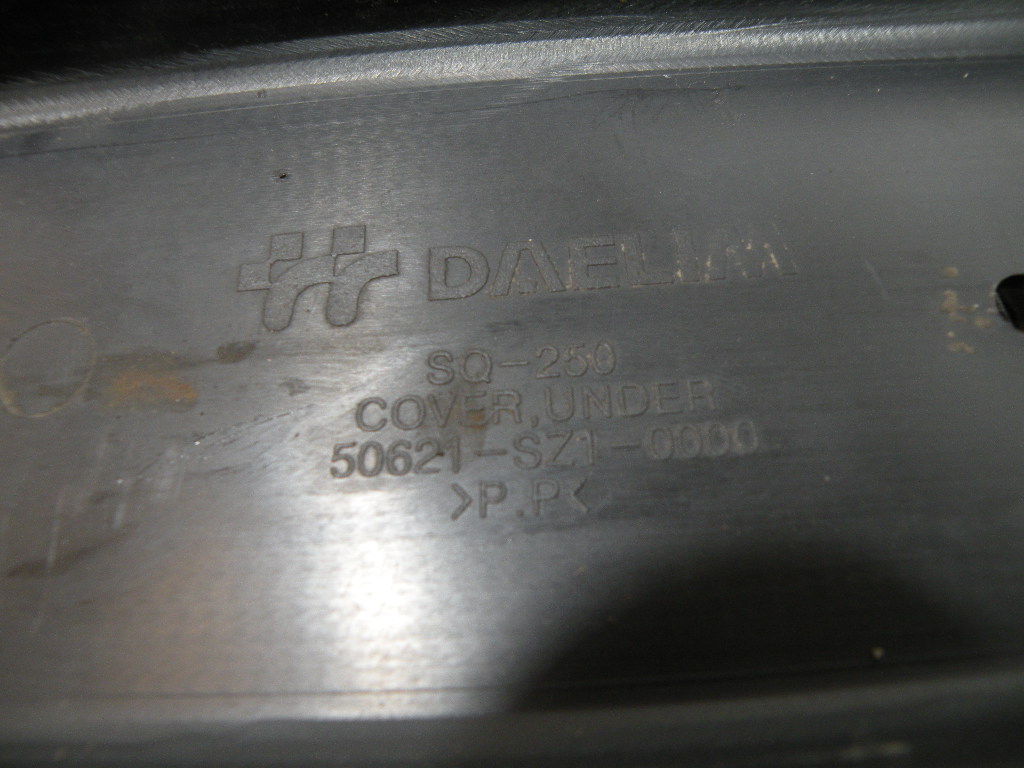 DAELIM
SQ-250
COVER,UNDER
50621-SZ1-0000
>P.P<